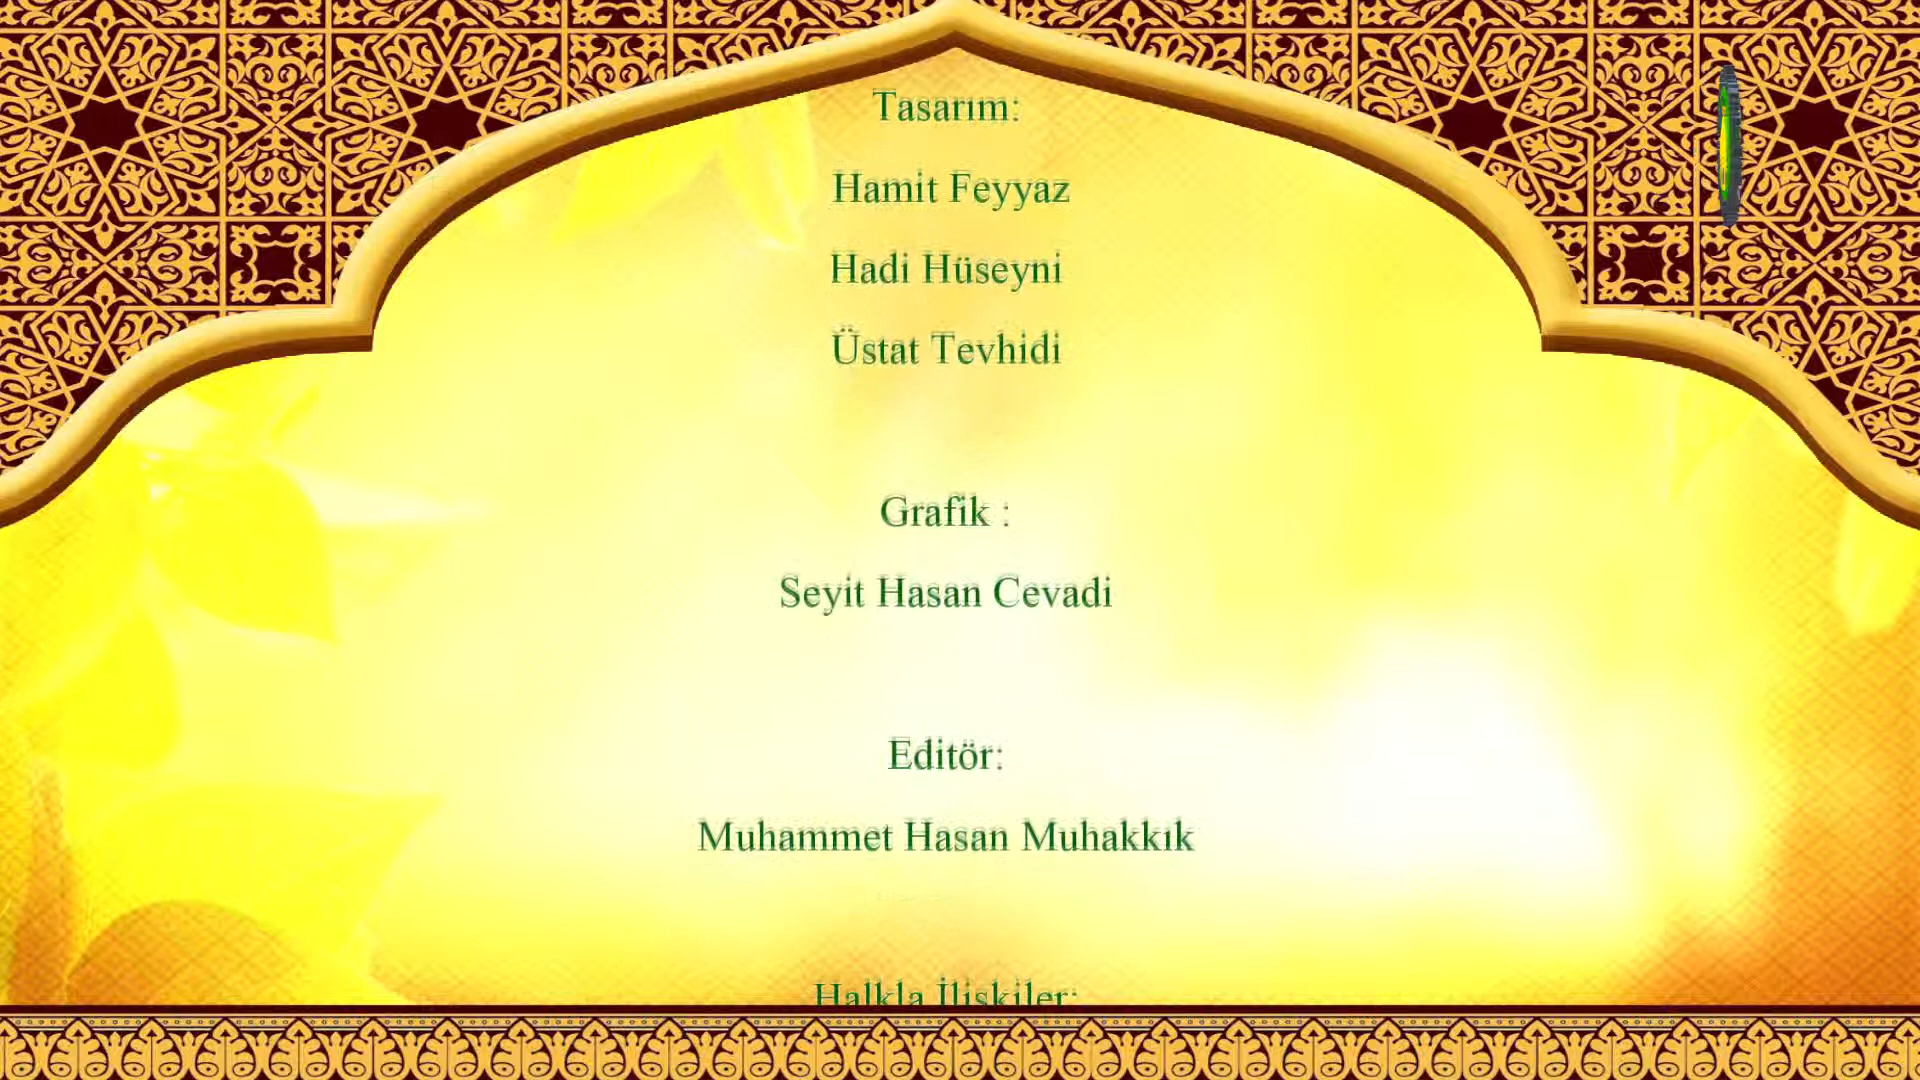 Tasarım:
Hamit Feyyaz
Hadi Hüseyni
Üstat Tevhidi
Grafik :
Seyit Hasan Cevadi
Editör:
Muhammet Hasan Muhakkık
Halkla İlişkiler: